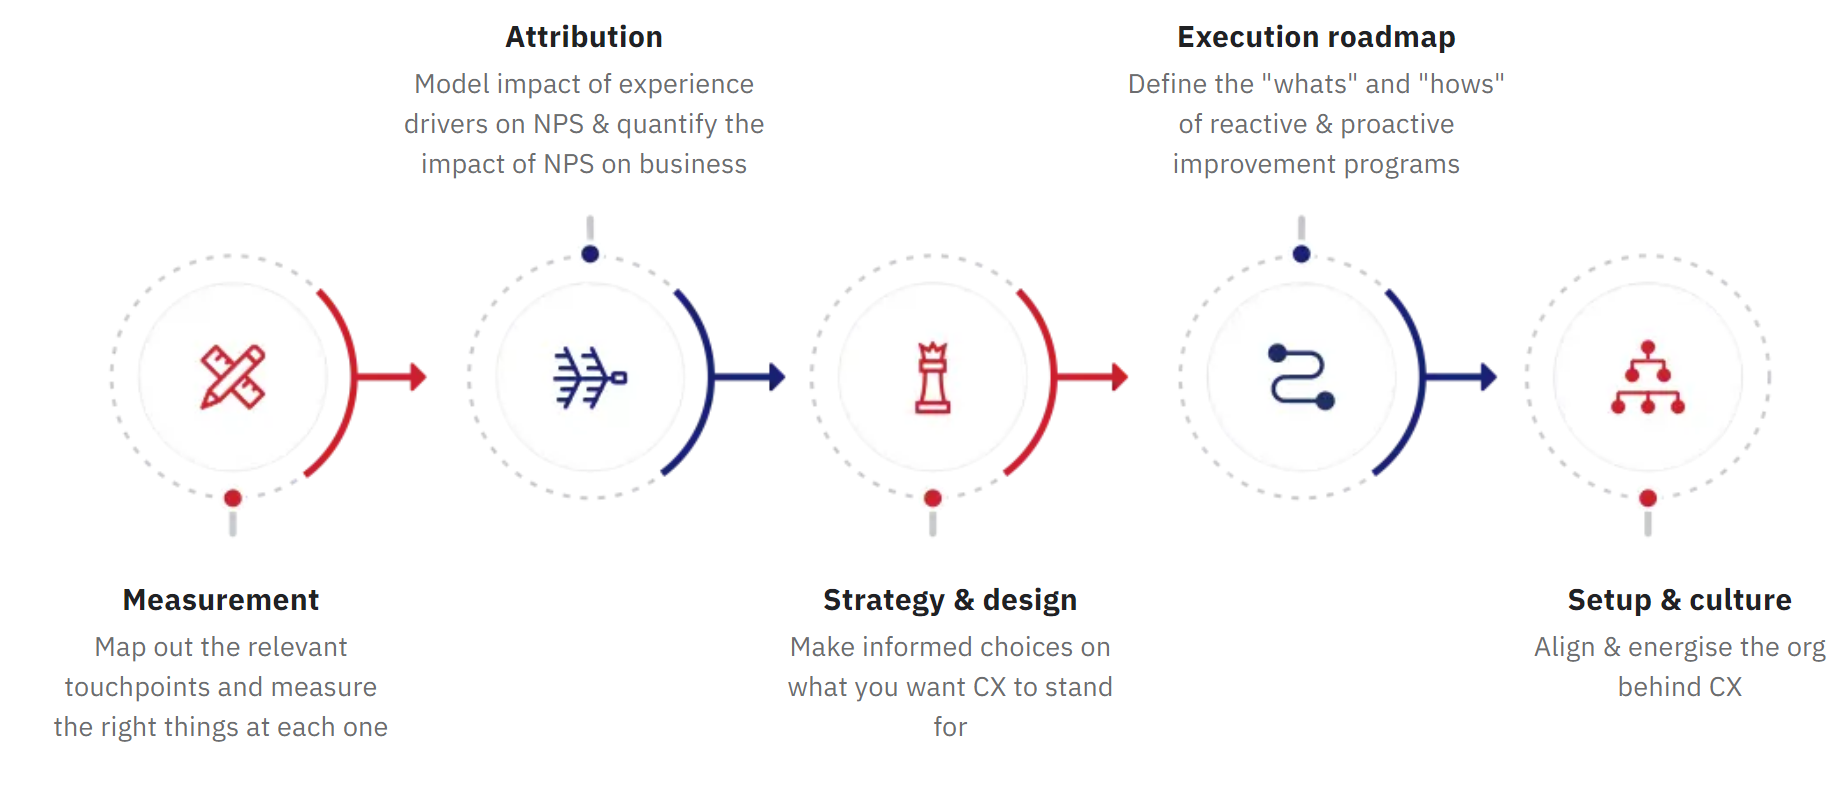 Attribution
Model impact of experience
drivers on NPS & quantify the
impact of NPS on business
Execution roadmap
Define the "whats" and "hows"
of reactive & proactive
improvement programs
Measurement
Map out the relevant
touchpoints and measure
the right things at each one
Strategy & design
Make informed choices on
what you want CX to stand
for
Setup & culture
Align & energise the org
behind CX